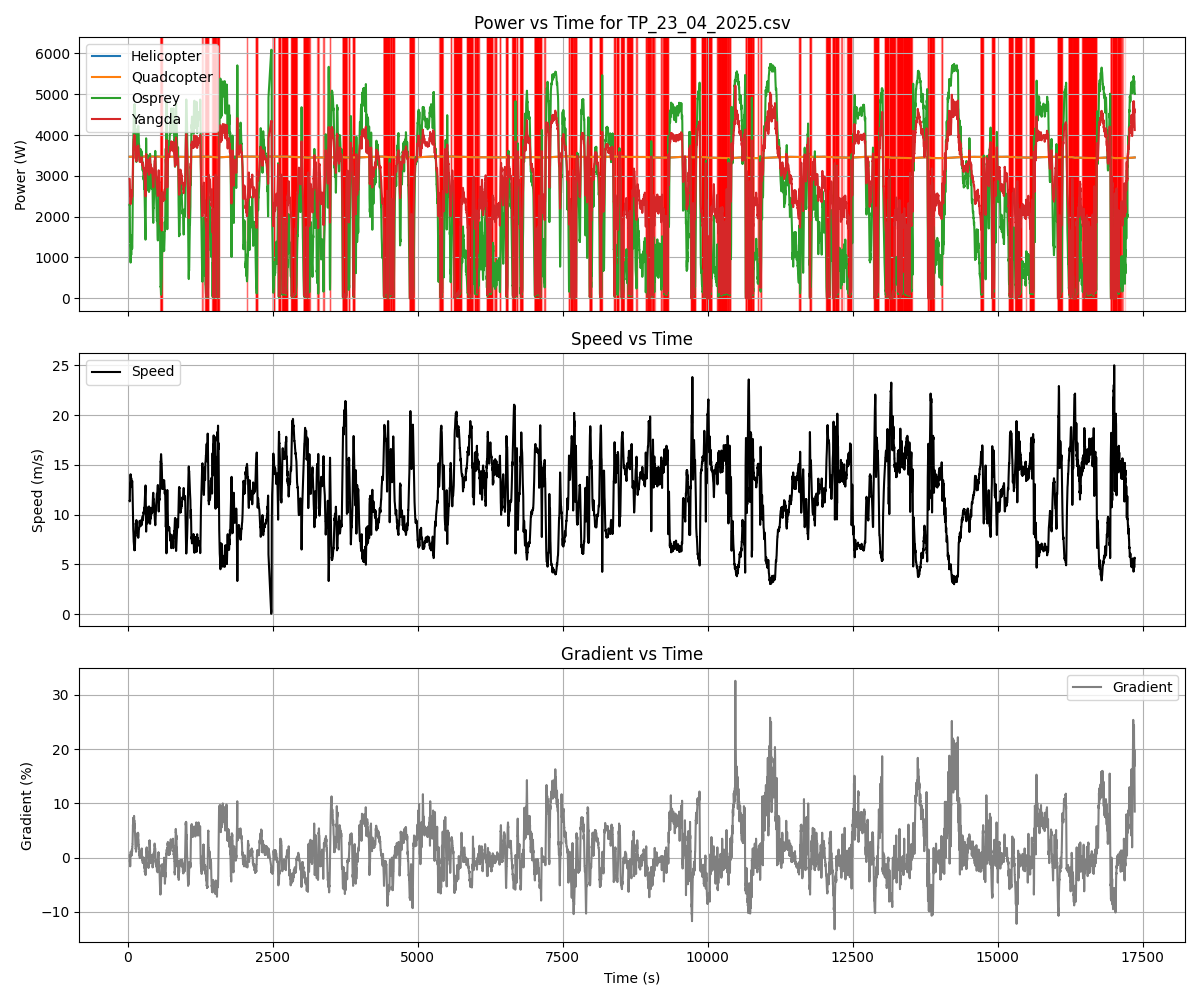 Power vs Time for TP_23_04_2025.csv
Power (W)
6000
5000
4000
3000
2000
1000
0
Helicopter
Quadcopter
Osprey
Yangda
Speed vs Time
Speed (m/s)
25
20
15
10
5
0
Speed
Gradient vs Time
Gradient (%)
30
20
10
0
−10
Gradient
0 2500 5000 7500 10000 12500 15000 17500
Time (s)